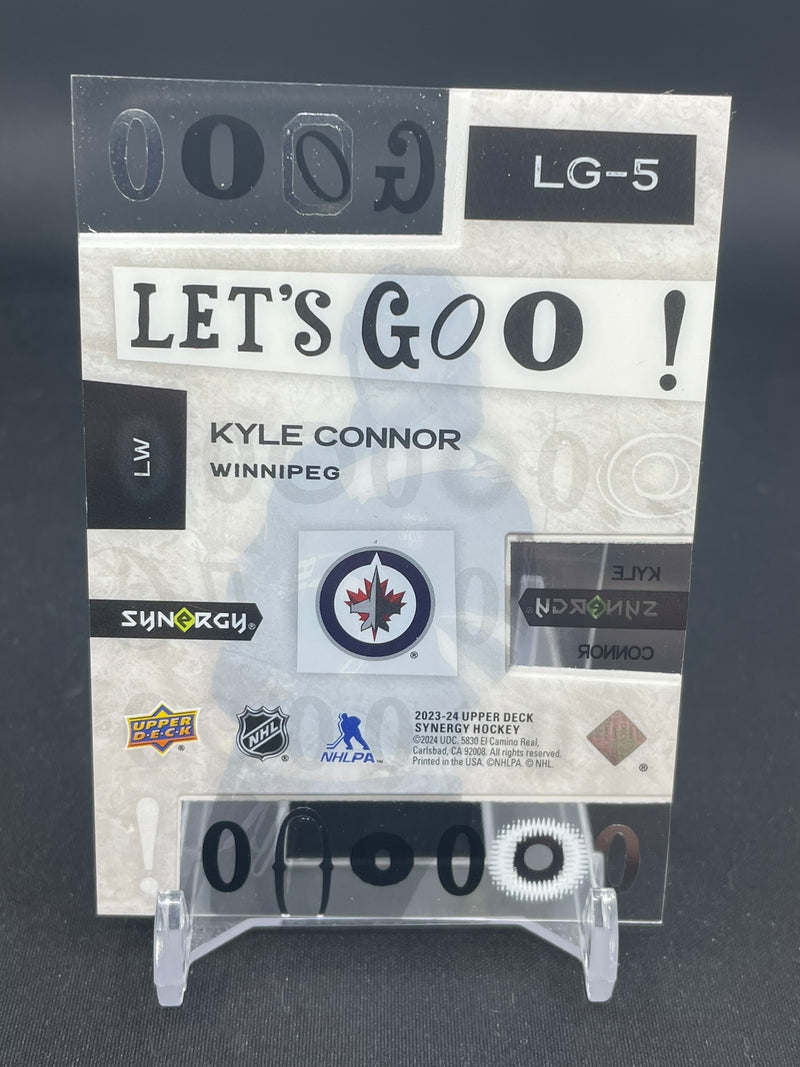 O O O G
LG-5
LET'S GOO !
LW
KYLE CONNOR
WINNIPEG
KYLE
SYNERGY®
SYNERGY®
CONNOR
®
UPPER DECK ®
NHL ®
NHLPA™
2023-24 UPPER DECK
SYNERGY HOCKEY
©2024 UDC. 5830 El Camino Real,
Carlsbad, CA 92008. All rights reserved.
Printed in the USA. ©NHLPA. © NHL.
®
!
O O O O O O